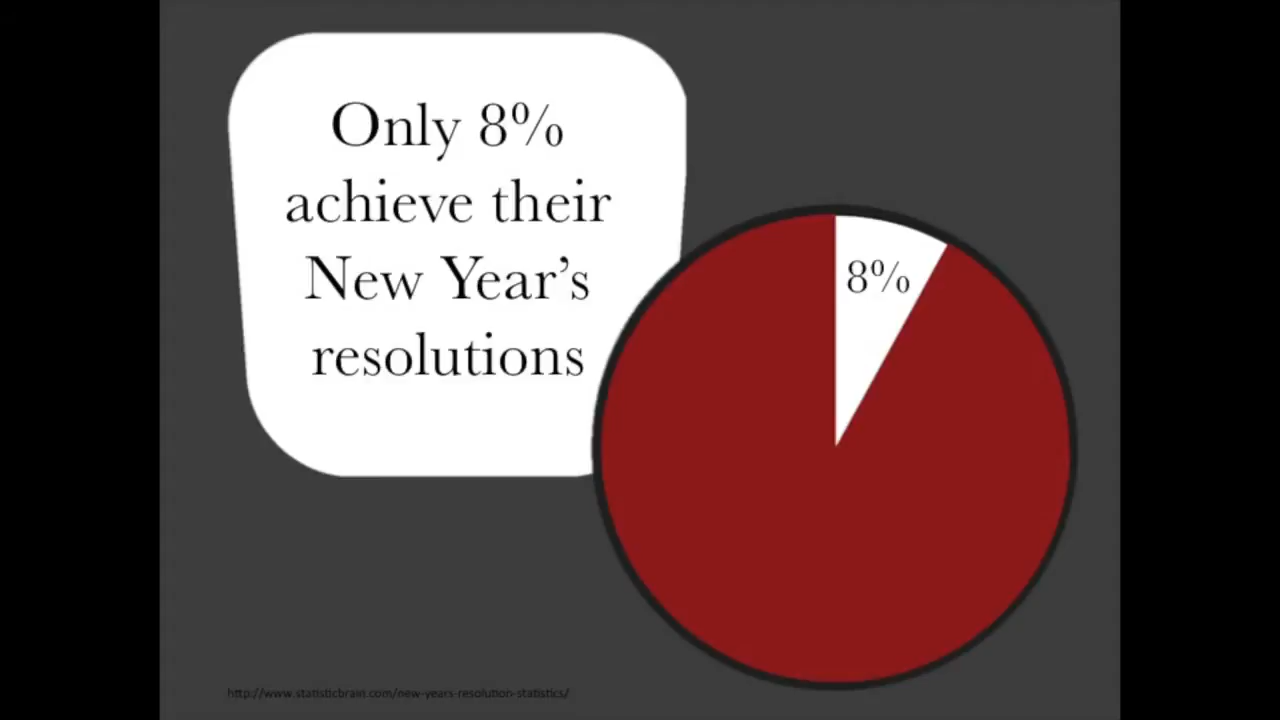 Only 8%
achieve their
New Year's
resolutions
8%
http://www.statisticbrain.com/new-years-resolution-statistics/